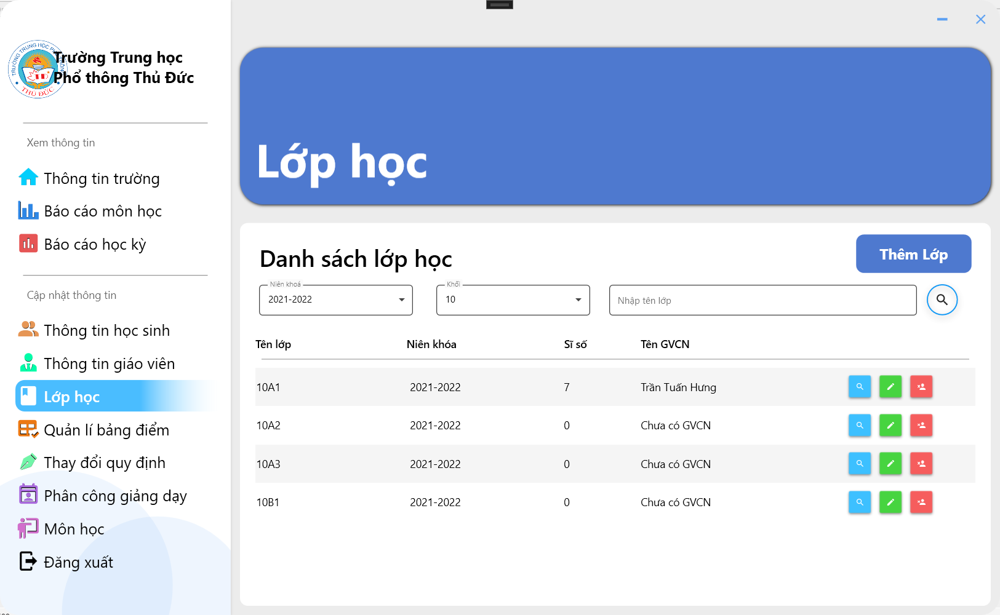 Trường Trung học
Phổ thông Thủ Đức
THỦ ĐỨC
Xem thông tin
Thông tin trường
Báo cáo môn học
Báo cáo học kỳ
Cập nhật thông tin
Thông tin học sinh
Thông tin giáo viên
Lớp học
Quản lí bảng điểm
Thay đổi quy định
Phân công giảng dạy
Môn học
Đăng xuất
Lớp học
Danh sách lớp học
Thêm Lớp
Niên khoá
2021-2022
Khối
10
Nhập tên lớp
Tên lớp Niên khóa Sĩ số Tên GVCN
10A1 2021-2022 7 Trần Tuấn Hưng
10A2 2021-2022 0 Chưa có GVCN
10A3 2021-2022 0 Chưa có GVCN
10B1 2021-2022 0 Chưa có GVCN